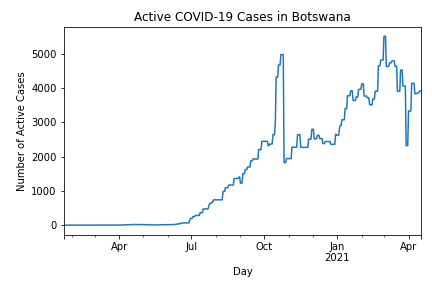 Active COVID-19 Cases in Botswana
Number of Active Cases
5000
4000
3000
2000
1000
0
Apr Jul Oct Jan Apr
2021
Day